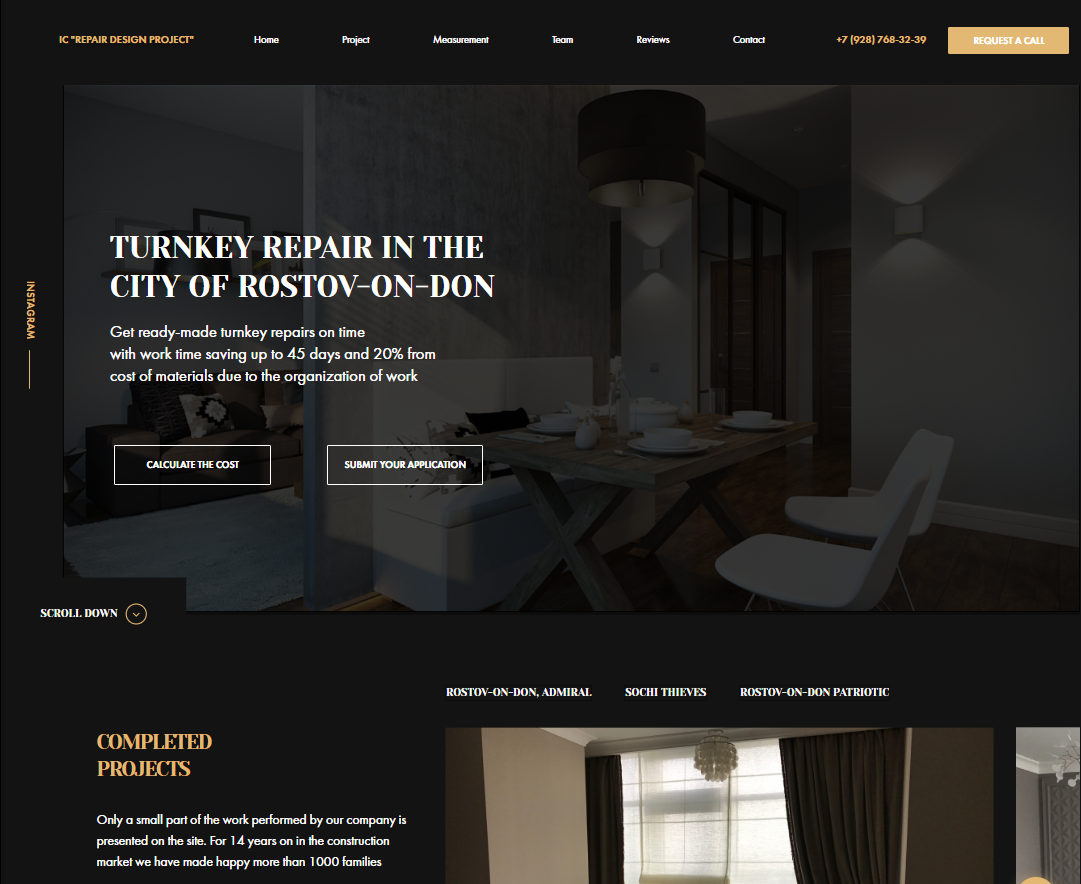 IC "REPAIR DESIGN PROJECT"
Home
Project
Measurement
Team
Reviews
Contact
+7 (928) 768-32-39
REQUEST A CALL
TURNKEY REPAIR IN THE
CITY OF ROSTOV-ON-DON
INSTAGRAM
Get ready-made turnkey repairs on time
with work time saving up to 45 days and 20% from
cost of materials due to the organization of work
CALCULATE THE COST
SUBMIT YOUR APPLICATION
SCROLL DOWN
ROSTOV-ON-DON, ADMIRAL
SOCHI THIEVES
ROSTOV-ON-DON PATRIOTIC
COMPLETED
PROJECTS
Only a small part of the work performed by our company is
presented on the site. For 14 years on in the construction
market we have made happy more than 1000 families